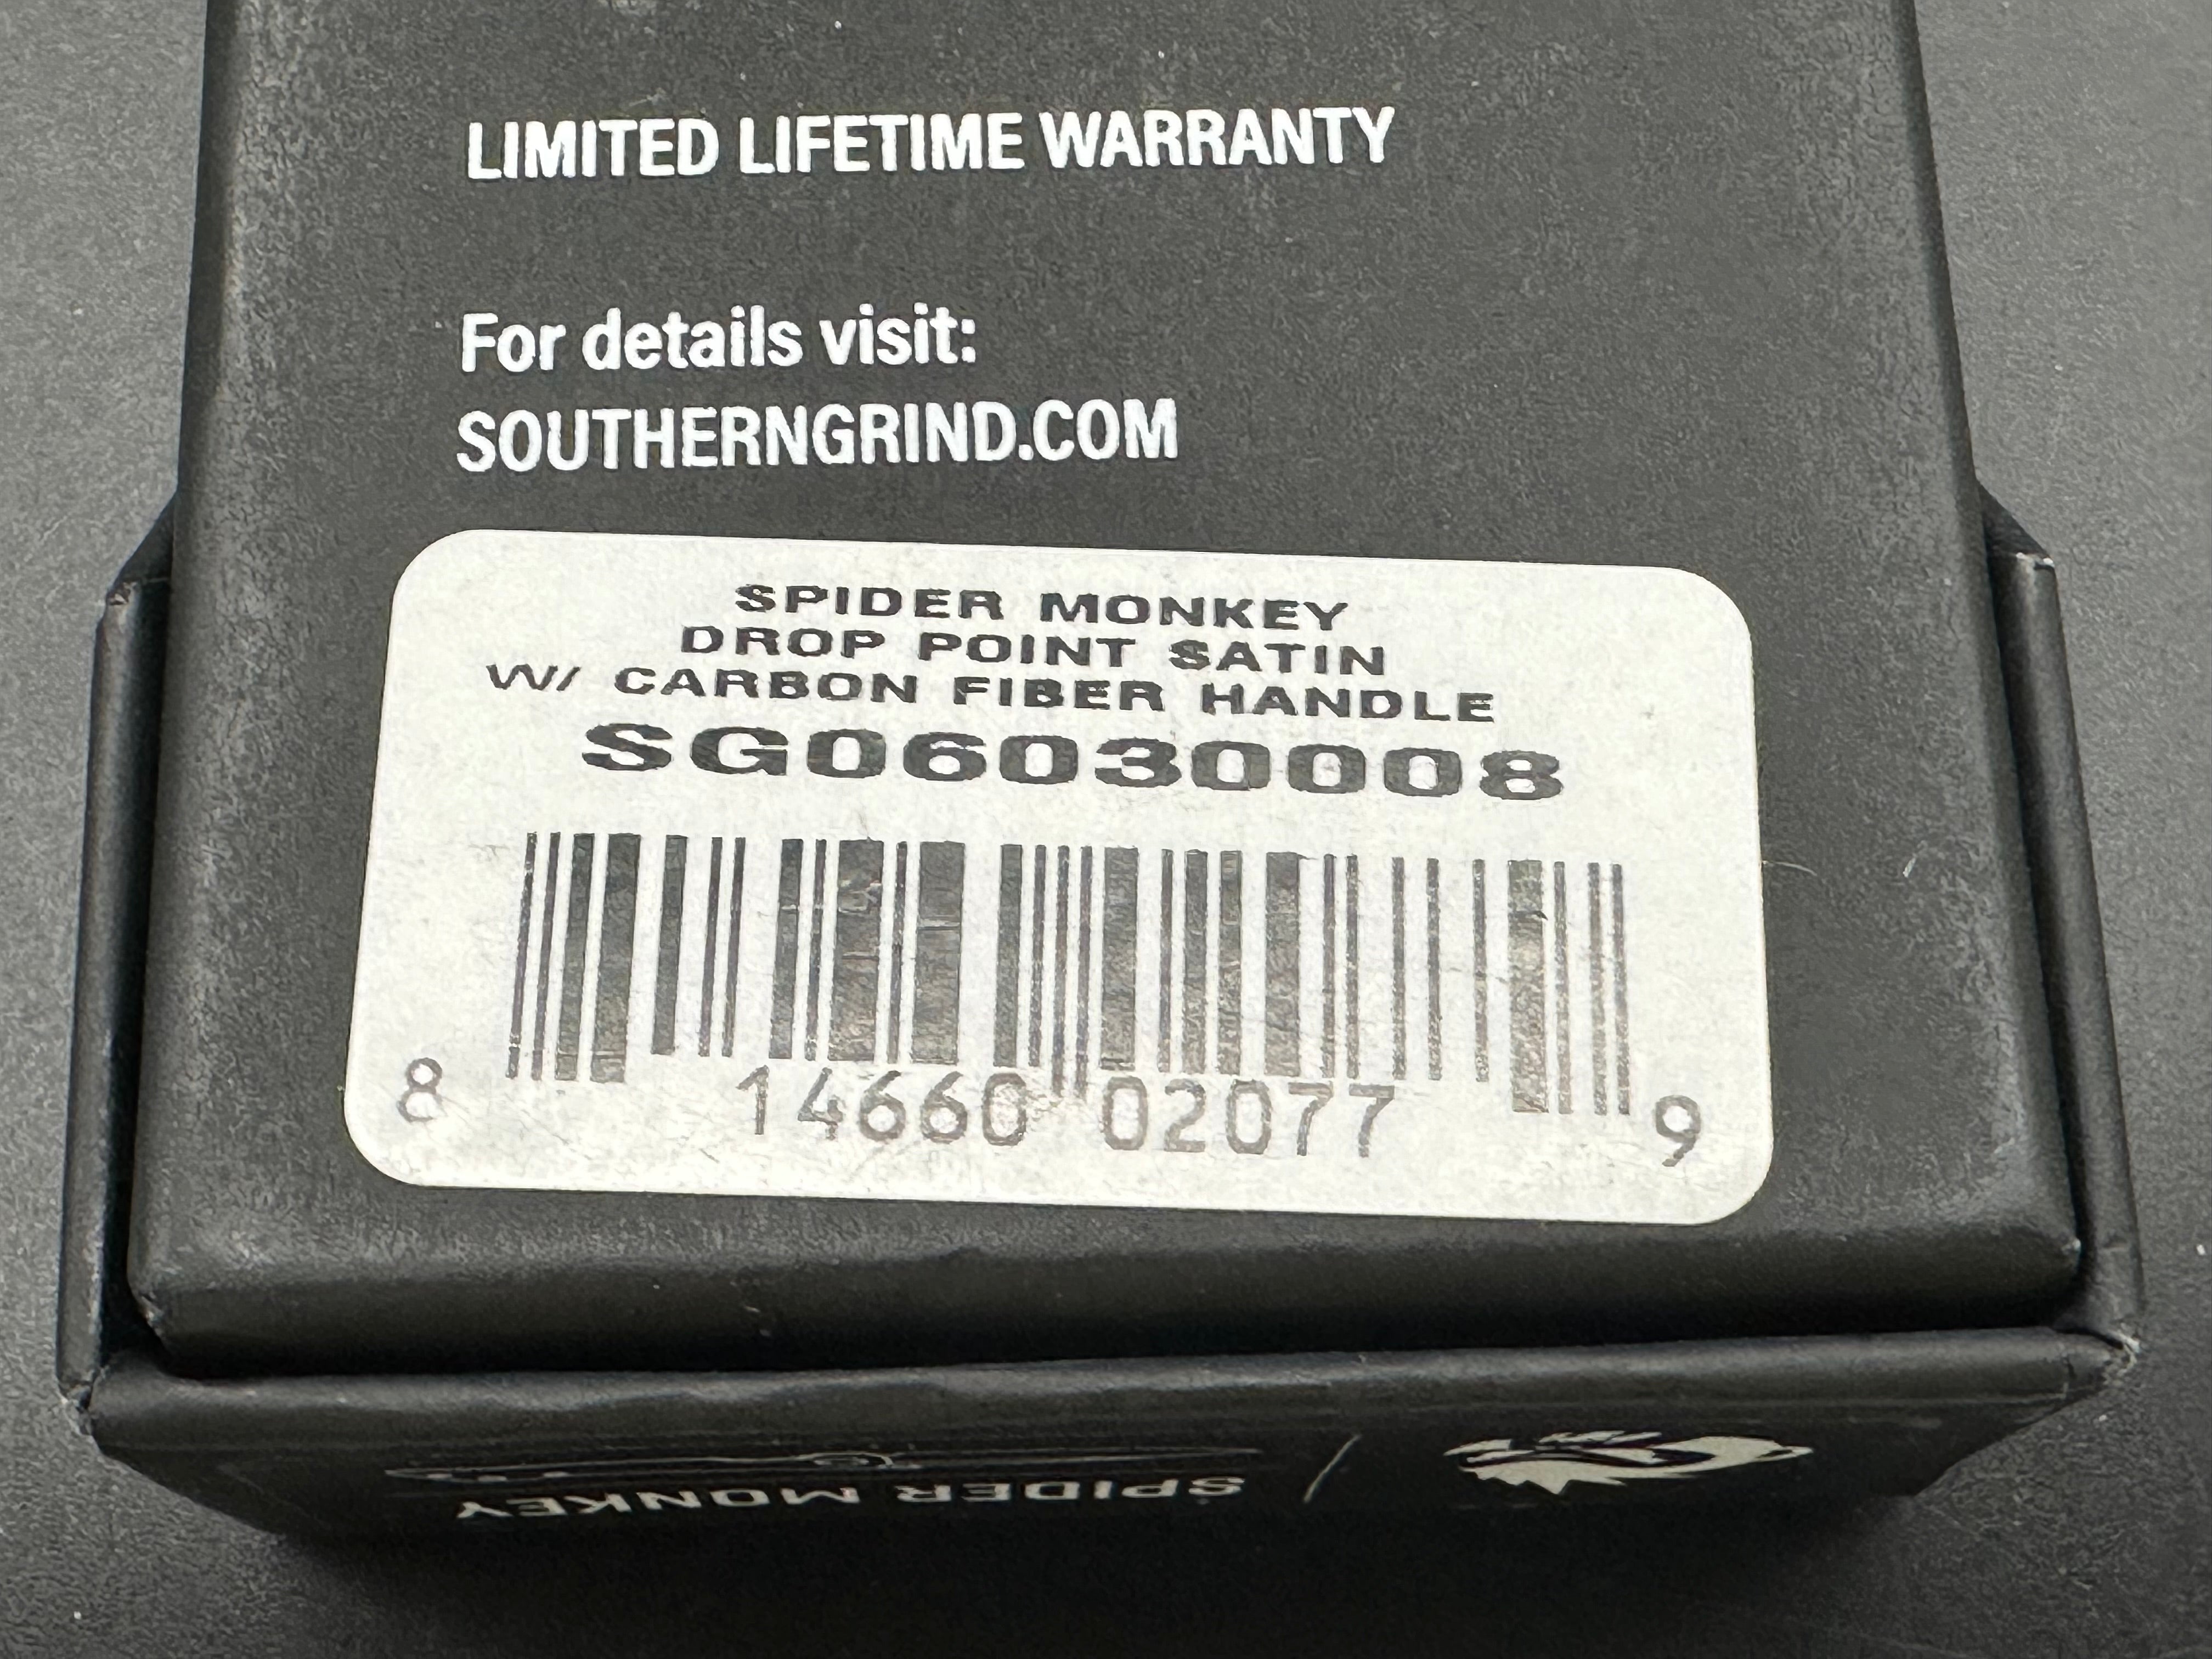 LIMITED LIFETIME WARRANTY
For details visit:
SOUTHERNGRIND.COM
SPIDER MONKEY
DROP POINT SATIN
W/ CARBON FIBER HANDLE
SG06030008
8 14660 02077 9
SPIDER MONKEY /